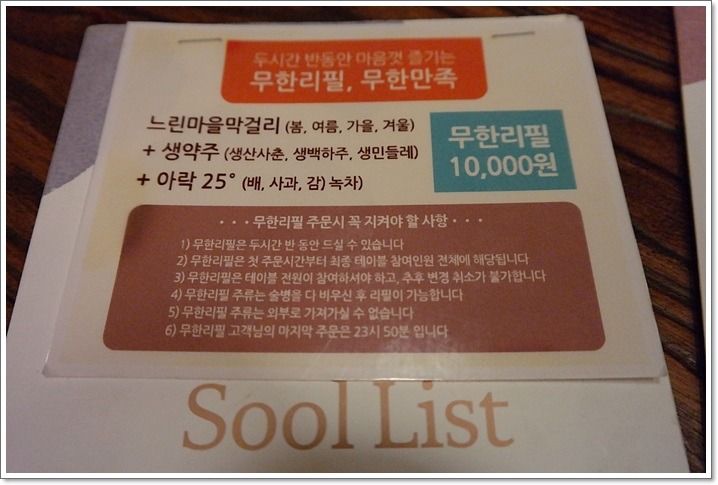 두시간 반동안 마음껏 즐기는
무한리필, 무한만족
느린마을막걸리 (봄, 여름, 가을, 겨울)
+ 생약주 (생산사춘, 생백하주, 생민들레)
+ 아락 25° (배, 사과, 감) 녹차)
무한리필
10,000원
· · · 무한리필 주문시 꼭 지켜야 할 사항 · · ·
1) 무한리필은 두시간 반 동안 드실 수 있습니다
2) 무한리필은 첫 주문시간부터 최종 테이블 참여인원 전체에 해당됩니다
3) 무한리필은 테이블 전원이 참여하셔야 하고, 추후 변경 취소가 불가합니다
4) 무한리필 주류는 술병을 다 비우신 후 리필이 가능합니다
5) 무한리필 주류는 외부로 가져가실 수 없습니다
6) 무한리필 고객님의 마지막 주문은 23시 50분 입니다
Sool List